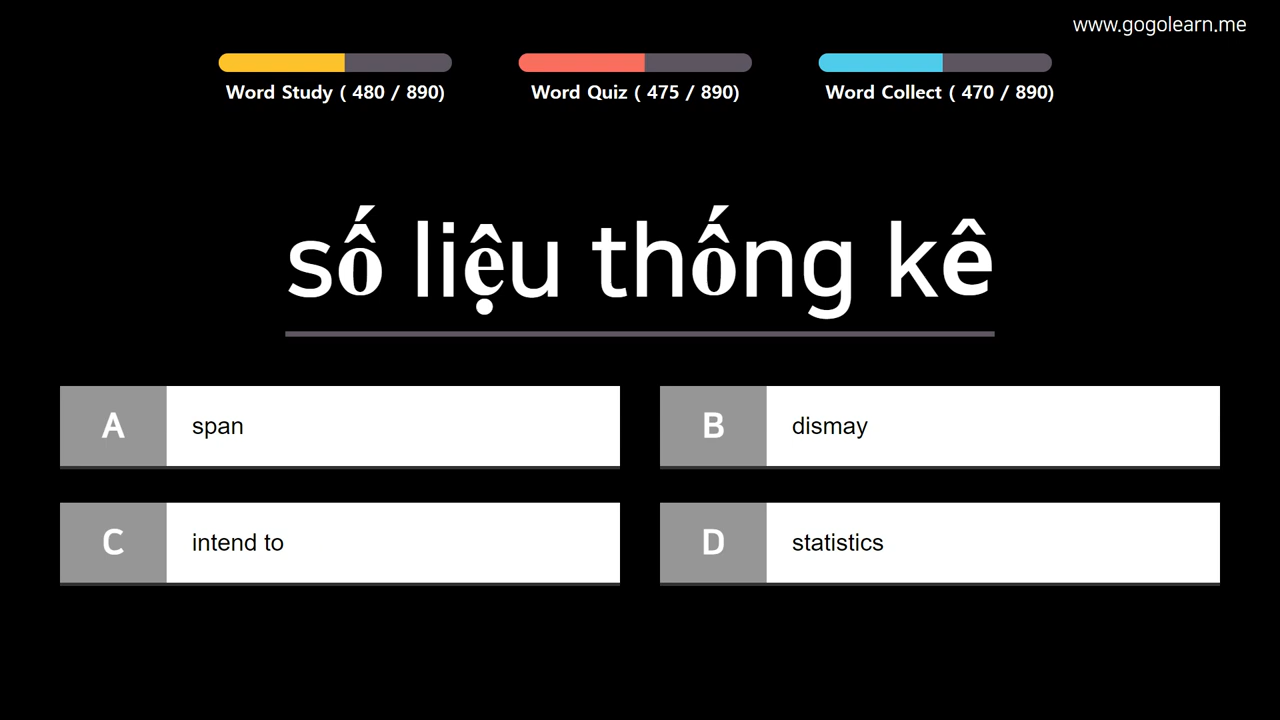 www.gogolearn.me
Word Study ( 480 / 890)
Word Quiz ( 475 / 890)
Word Collect ( 470 / 890)
số liệu thống kê
A span
B dismay
C intend to
D statistics